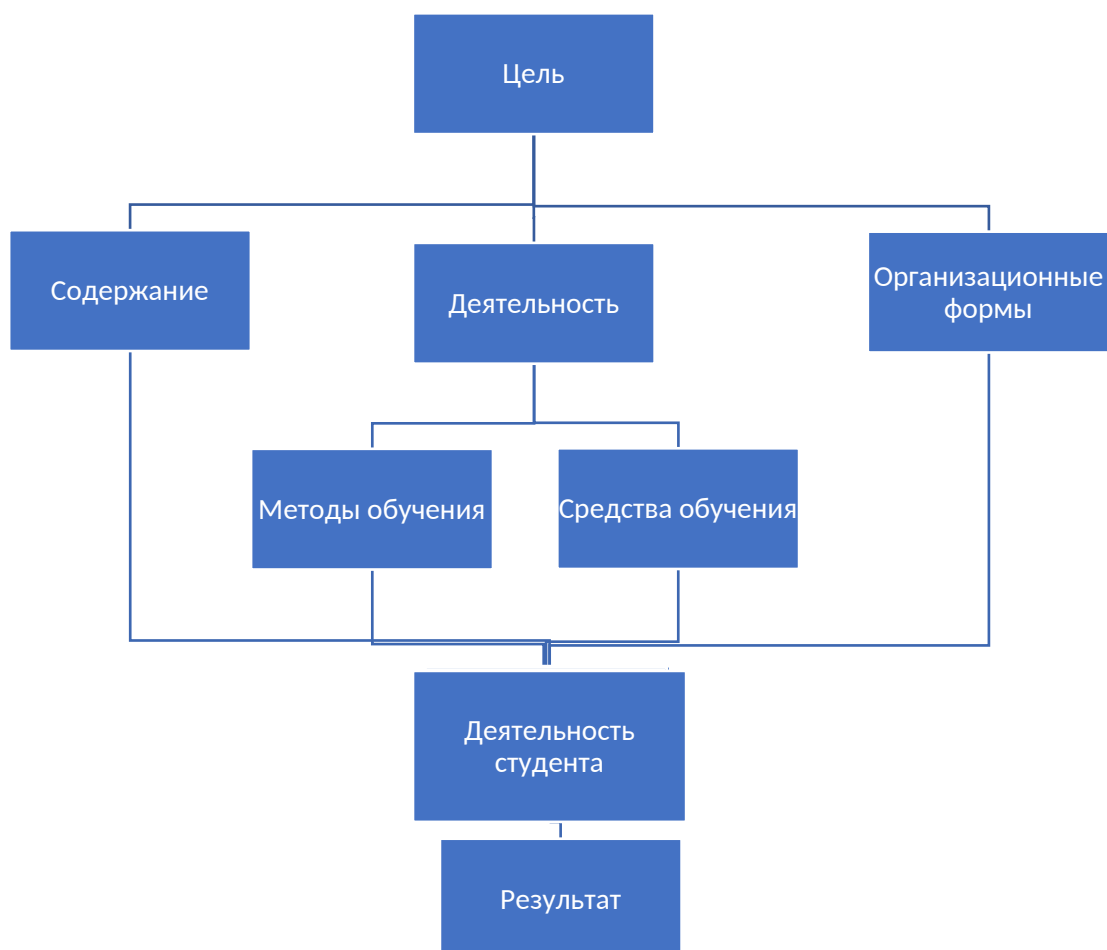 Цель
Содержание
Деятельность
Организационные
формы
Методы обучения
Средства обучения
Деятельность
студента
Результат